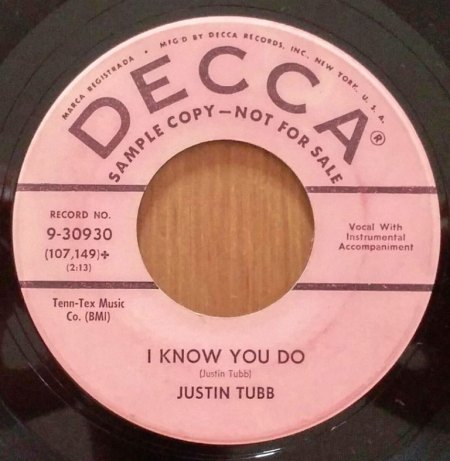 MARCA REGISTRADA • MF'G'D BY DECCA RECORDS, INC., NEW YORK, U. S. A.
DECCA®
SAMPLE COPY—NOT FOR SALE
RECORD NO.
9-30930
(107,149)+
(2:13)
Tenn-Tex Music
Co. (BMI)
Vocal With
Instrumental
Accompaniment
I KNOW YOU DO
(Justin Tubb)
JUSTIN TUBB